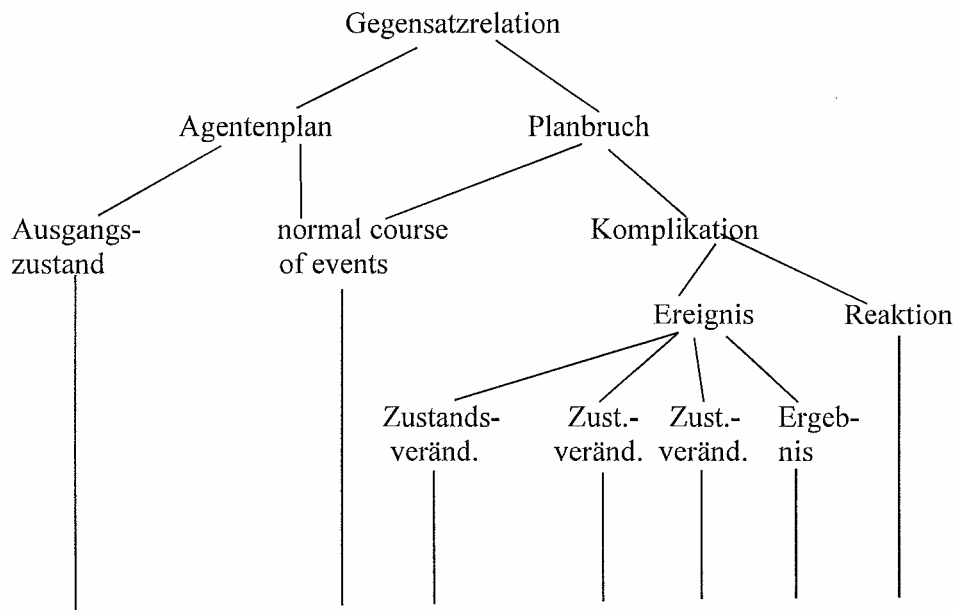 Gegensatzrelation
Agentenplan
Planbruch
Ausgangs-
zustand
normal course
of events
Komplikation
Ereignis
Reaktion
Zustands-
veränd.
Zust.-
veränd.
Zust.-
veränd.
Ergeb-
nis